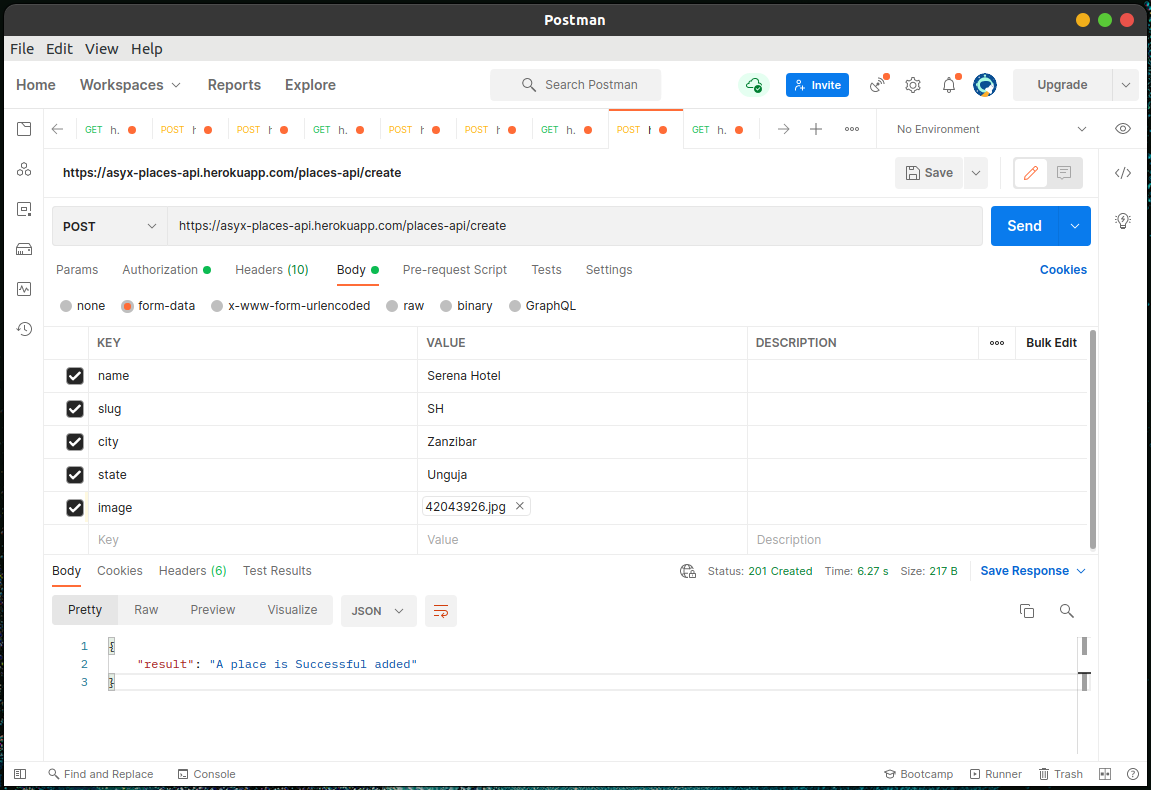 Postman
File Edit View Help
Home Workspaces Reports Explore Search Postman Invite Upgrade
GET h. POST h POST h GET h. POST h POST h GET h. POST h GET h. No Environment
https://asyx-places-api.herokuapp.com/places-api/create Save
POST https://asyx-places-api.herokuapp.com/places-api/create Send
Params Authorization Headers (10) Body Pre-request Script Tests Settings Cookies
none form-data x-www-form-urlencoded raw binary GraphQL
KEY VALUE DESCRIPTION Bulk Edit
name Serena Hotel
slug SH
city Zanzibar
state Unguja
image 42043926.jpg
Key Value Description
Body Cookies Headers (6) Test Results Status: 201 Created Time: 6.27 s Size: 217 B Save Response
Pretty Raw Preview Visualize JSON
1 {
2 "result": "A place is Successful added"
3 }
Find and Replace Console Bootcamp Runner Trash